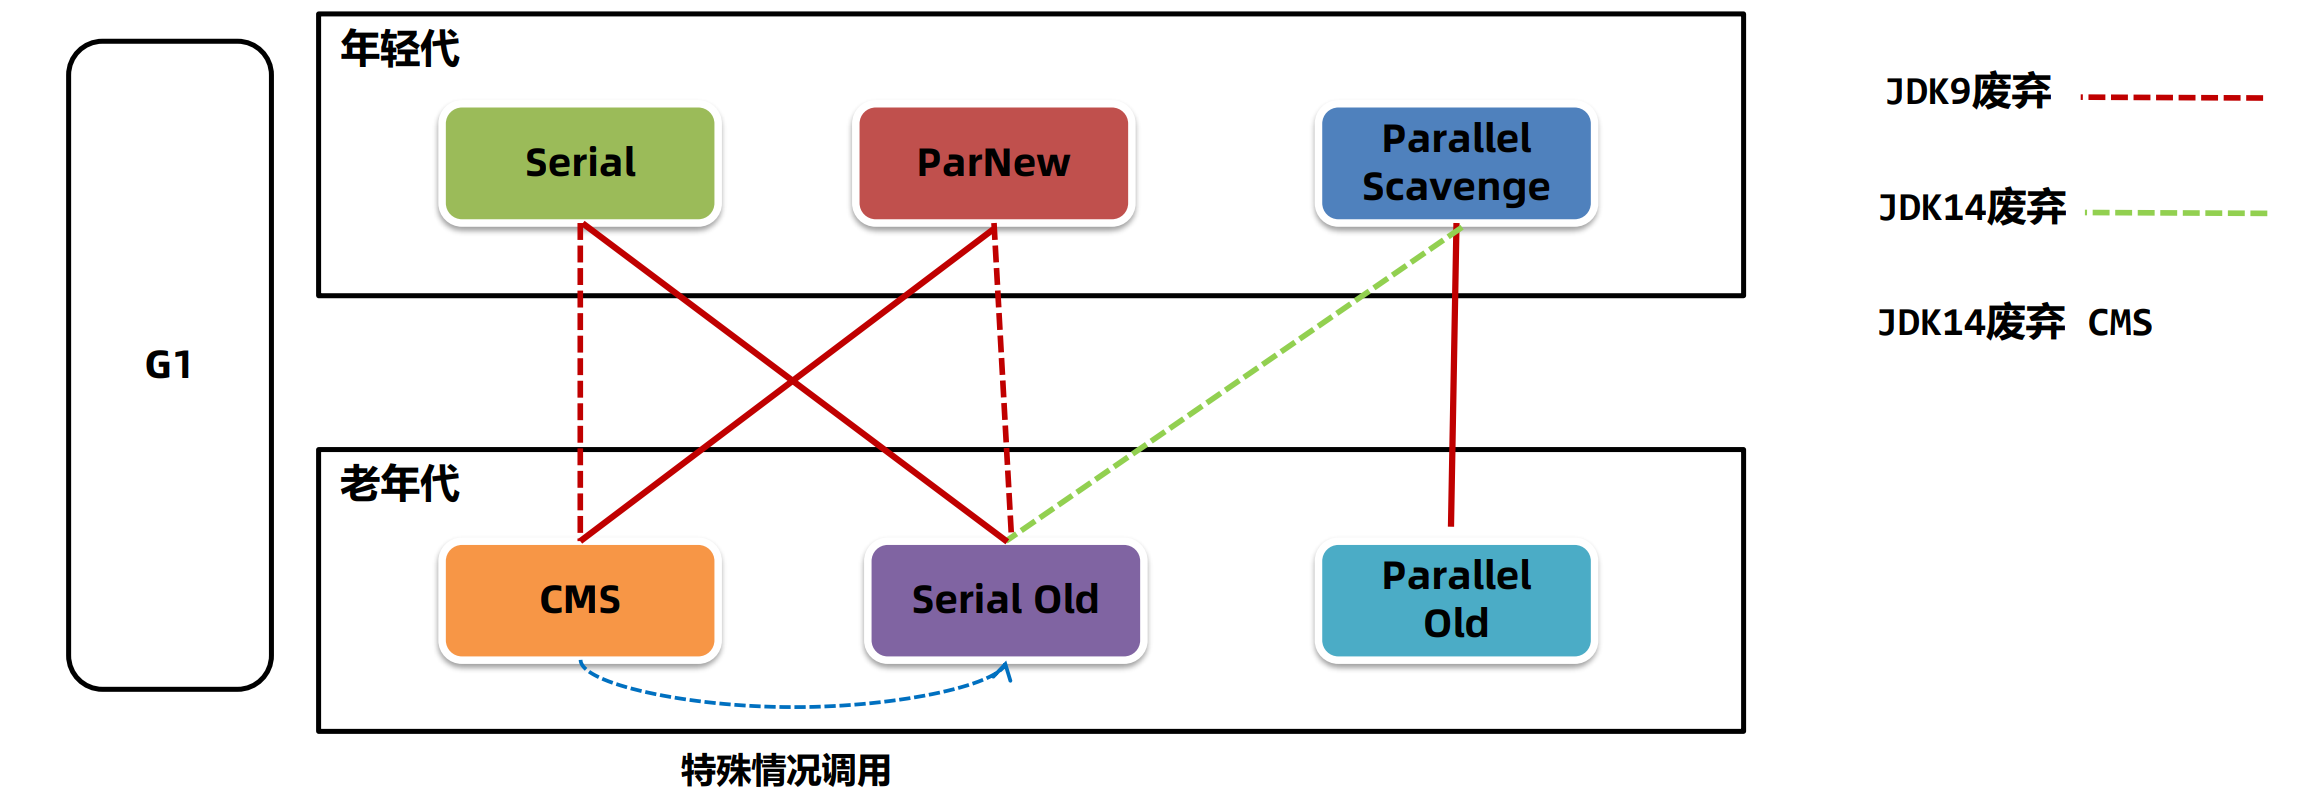 G1
年轻代
Serial
ParNew
Parallel
Scavenge
老年代
CMS
Serial Old
Parallel
Old
特殊情况调用
JDK9废弃
JDK14废弃
JDK14废弃 CMS